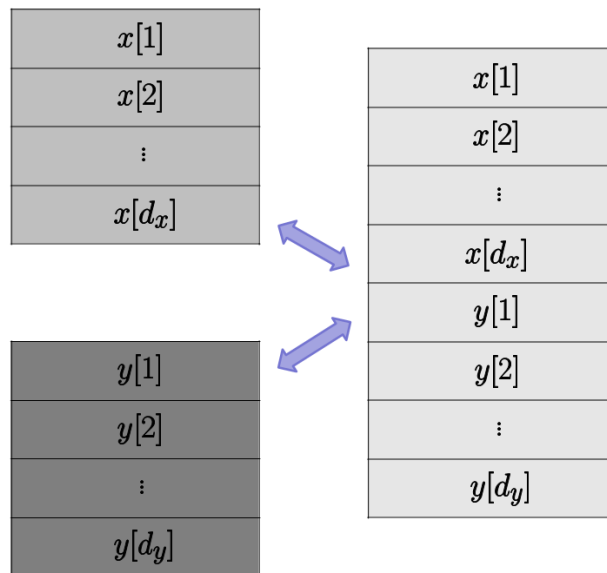 x[1]
x[2]
⋮
x[d_x]
y[1]
y[2]
⋮
y[d_y]
x[1]
x[2]
⋮
x[d_x]
y[1]
y[2]
⋮
y[d_y]